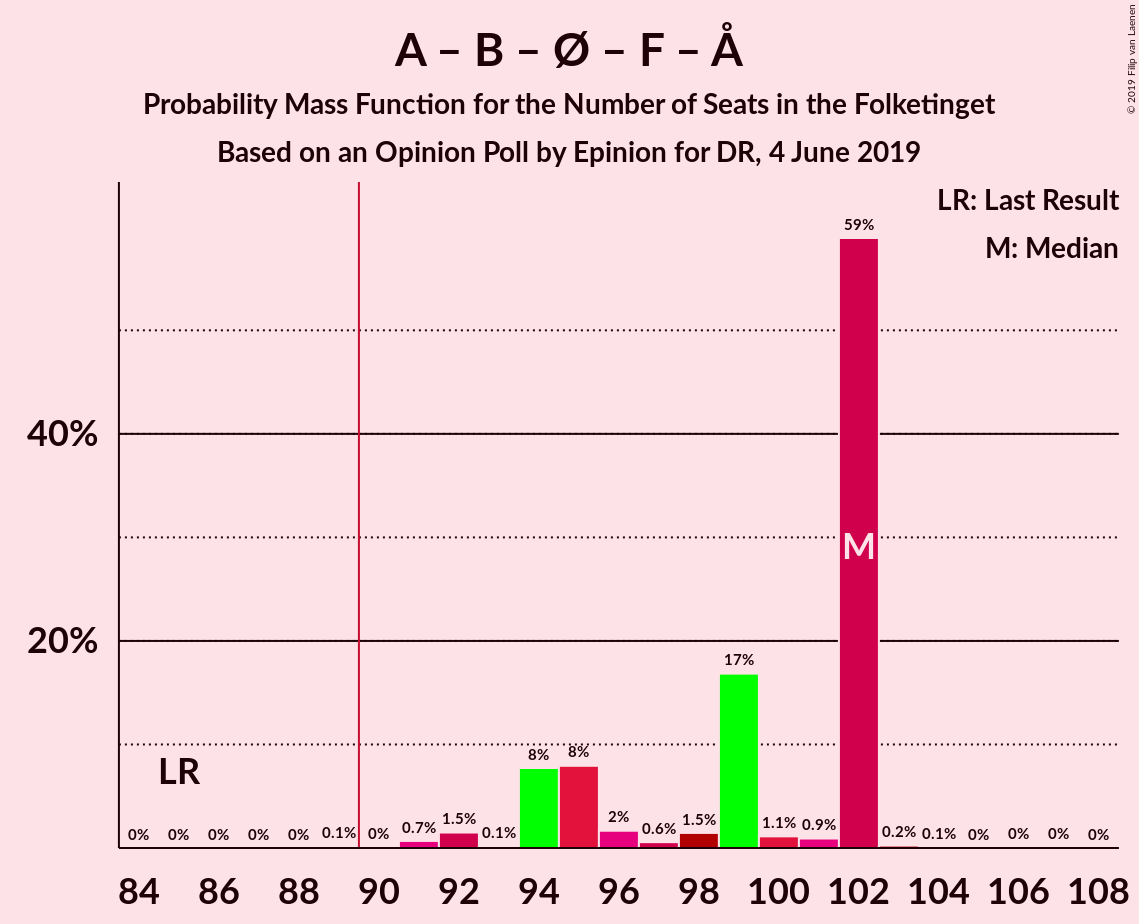 A – B – Ø – F – Å
Probability Mass Function for the Number of Seats in the Folketinget
Based on an Opinion Poll by Epinion for DR, 4 June 2019
© 2019 Filip van Laenen
LR: Last Result
M: Median
59%
40%
M
20%
17%
8% 8%
LR
0% 0% 0% 0% 0% 0.1% 0% 0.7% 1.5% 0.1% 2% 0.6% 1.5% 1.1% 0.9% 0.2% 0.1% 0% 0% 0% 0%
84 86 88 90 92 94 96 98 100 102 104 106 108